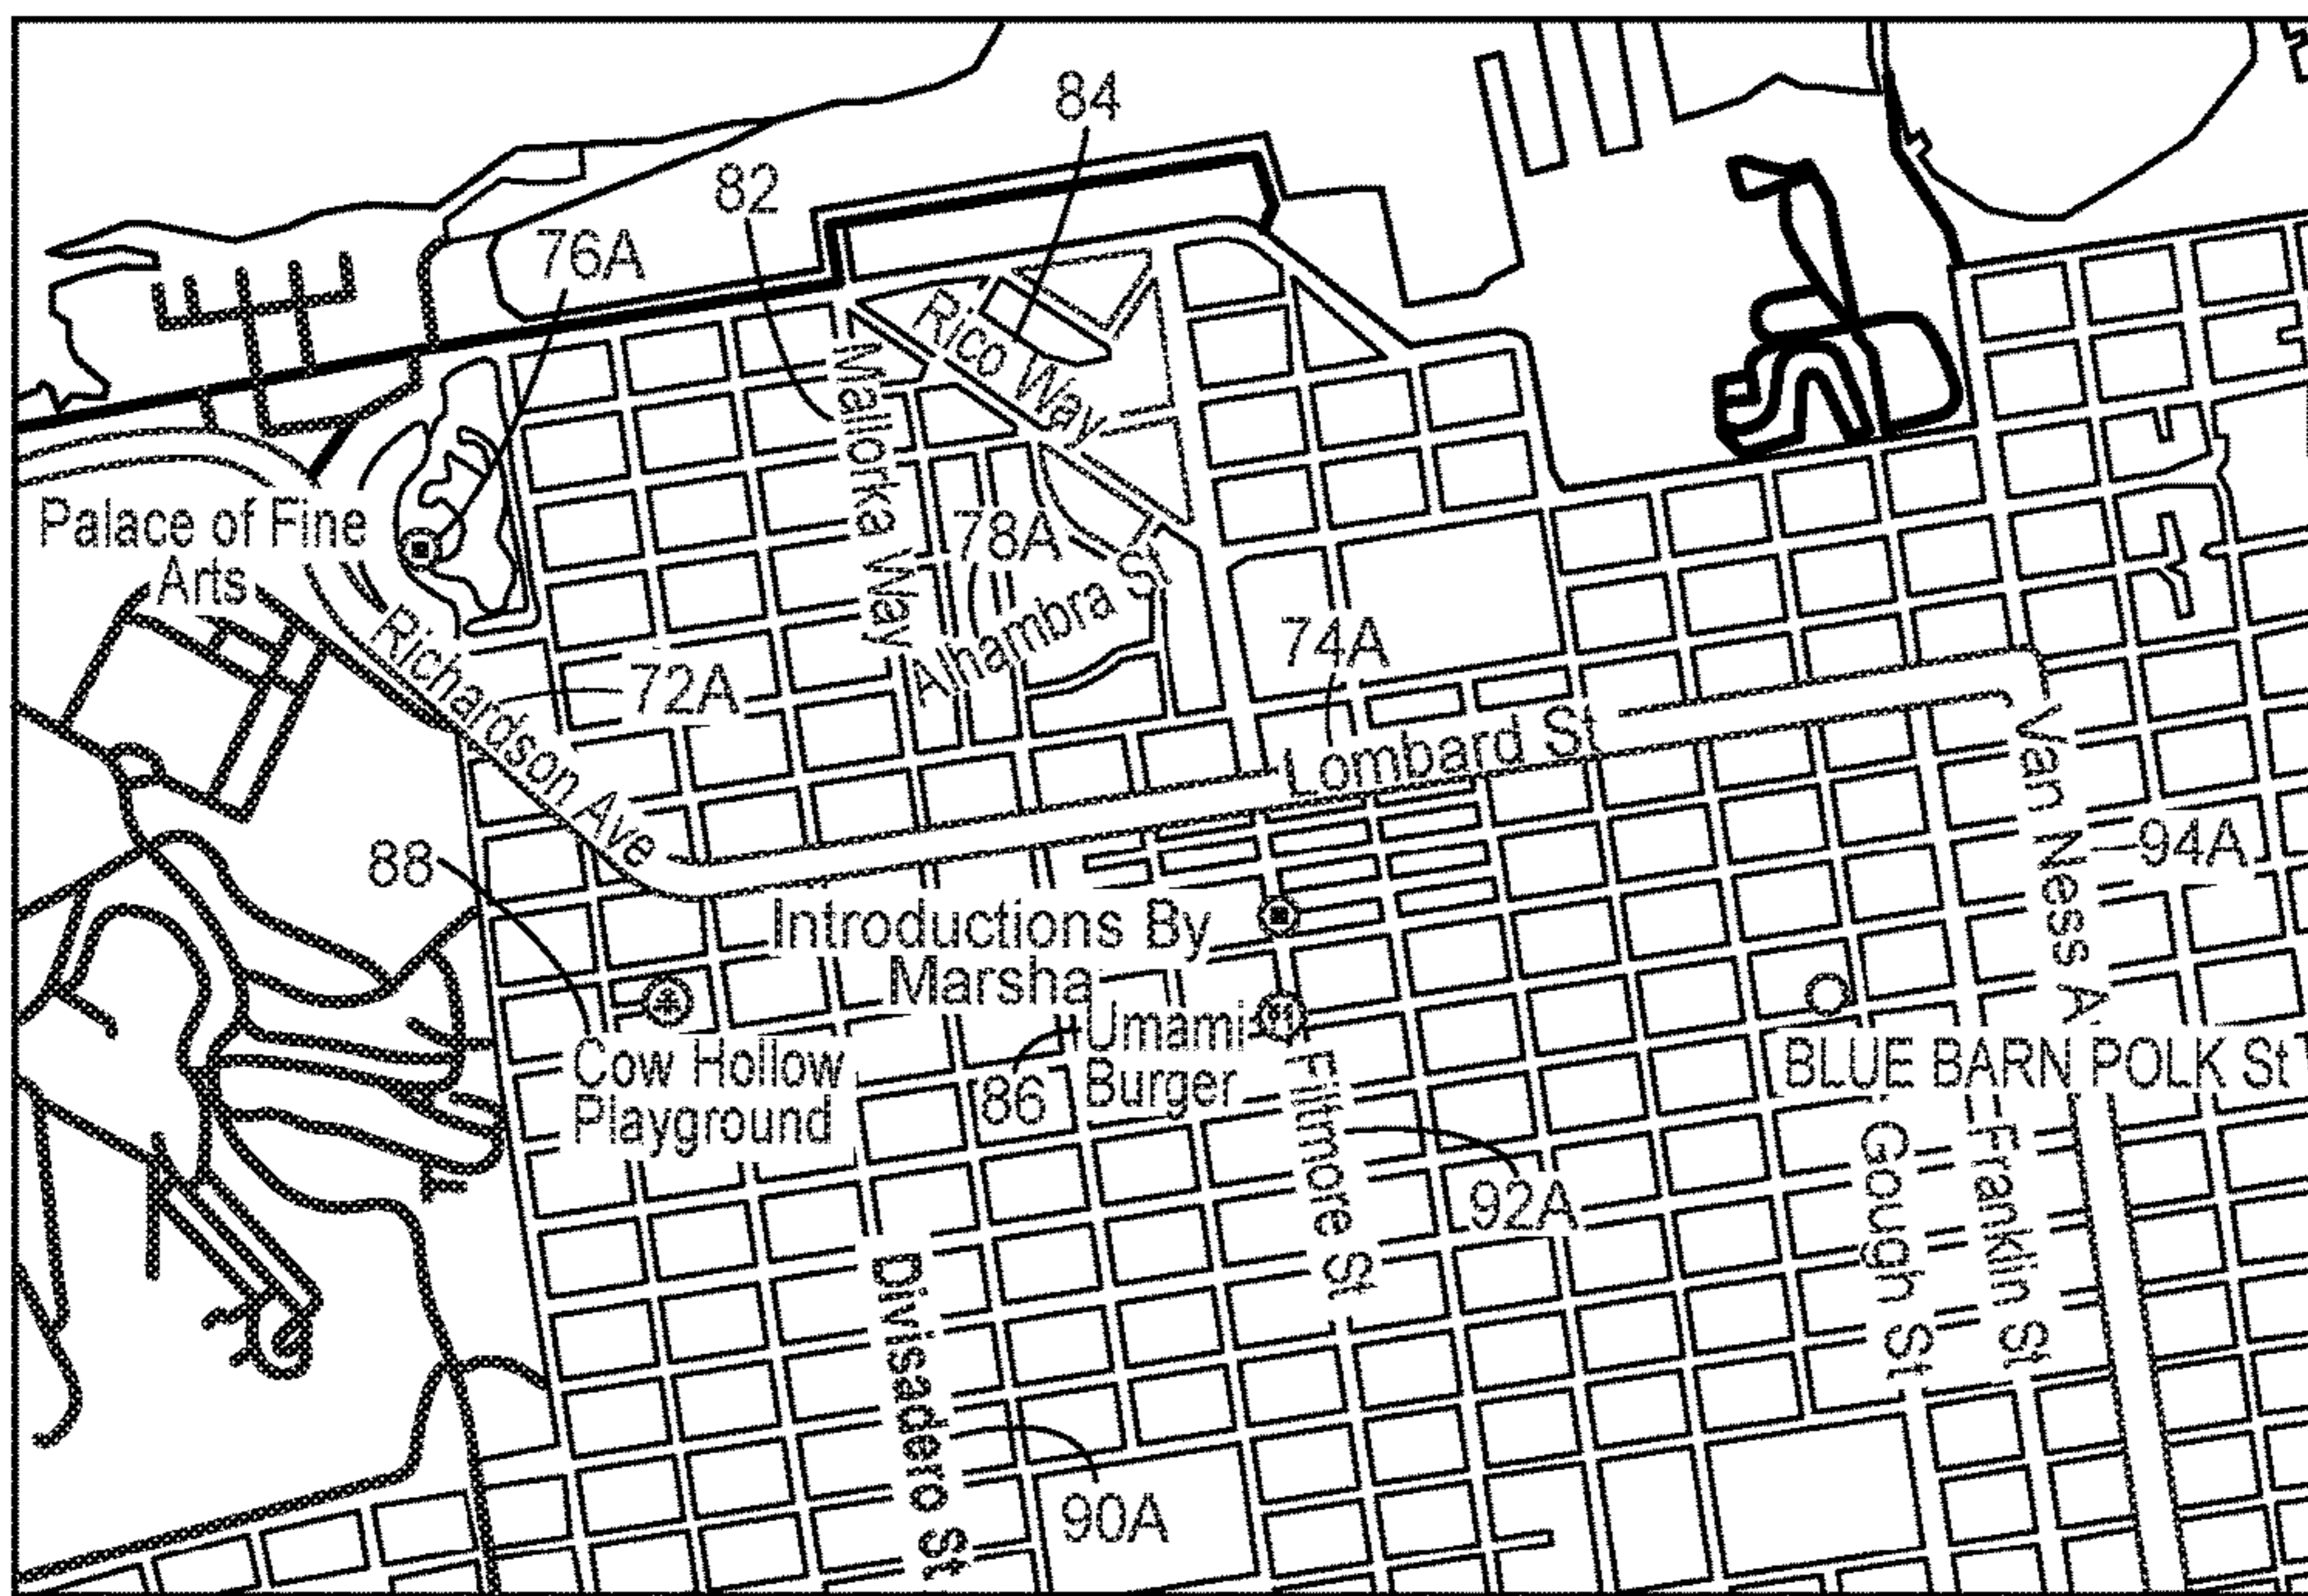 84
82
76A
Rico Way
Mallorka Way
Palace of Fine
Arts
78A
Alhambra St
Richardson Ave
72A
74A
Lombard St
Van Ness A
94A
88
Introductions By
Marsha
Umami
Burger
86
Cow Hollow
Playground
BLUE BARN POLK St
Fillmore St
92A
Gough St
Franklin St
Divisadero St
90A